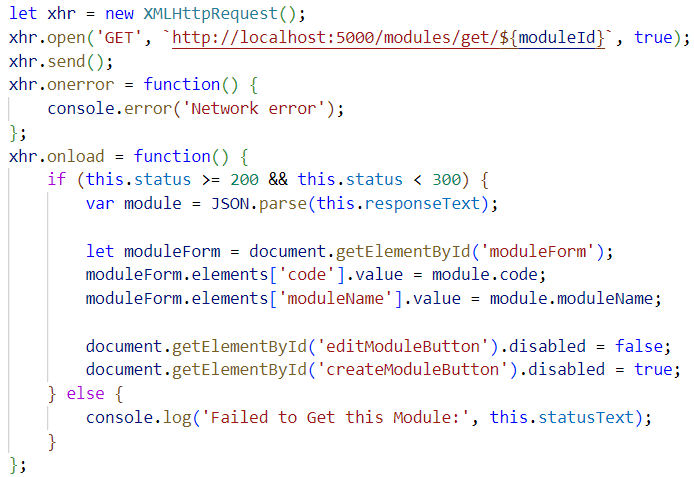 let xhr = new XMLHttpRequest();
xhr.open('GET', `http://localhost:5000/modules/get/${moduleId}`, true);
xhr.send();
xhr.onerror = function() {
    console.error('Network error');
};
xhr.onload = function() {
    if (this.status >= 200 && this.status < 300) {
        var module = JSON.parse(this.responseText);

        let moduleForm = document.getElementById('moduleForm');
        moduleForm.elements['code'].value = module.code;
        moduleForm.elements['moduleName'].value = module.moduleName;

        document.getElementById('editModuleButton').disabled = false;
        document.getElementById('createModuleButton').disabled = true;
    } else {
        console.log('Failed to Get this Module:', this.statusText);
    }
};